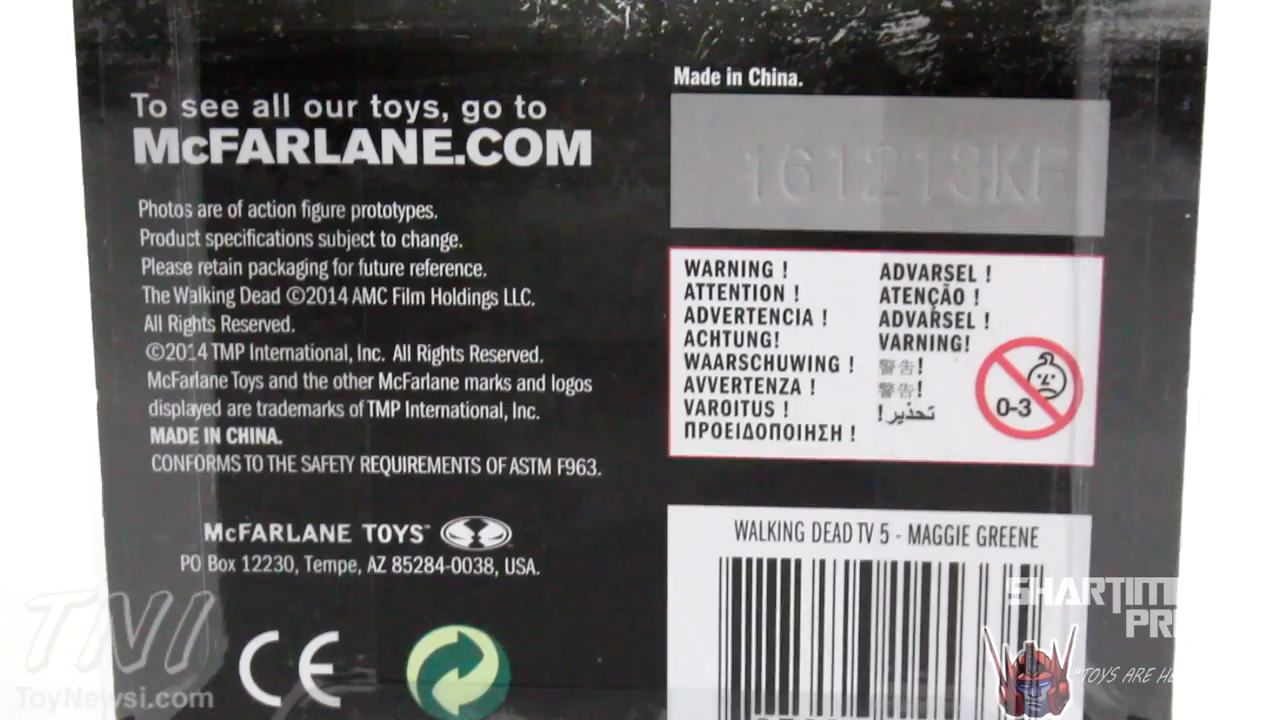 To see all our toys, go to
McFARLANE.COM
Photos are of action figure prototypes.
Product specifications subject to change.
Please retain packaging for future reference.
The Walking Dead ©2014 AMC Film Holdings LLC.
All Rights Reserved.
©2014 TMP International, Inc. All Rights Reserved.
McFarlane Toys and the other McFarlane marks and logos
displayed are trademarks of TMP International, Inc.
MADE IN CHINA.
CONFORMS TO THE SAFETY REQUIREMENTS OF ASTM F963.
McFARLANE TOYS™
PO Box 12230, Tempe, AZ 85284-0038, USA.
CE
Made in China.
161213KF
WARNING !
ATTENTION !
ADVERTENCIA !
ACHTUNG!
WAARSCHUWING !
AVVERTENZA !
VAROITUS !
ΠΡΟΕΙΔΟΠΟΙΗΣΗ !
ADVARSEL !
ATENÇÃO !
ADVARSEL !
VARNING!
警告!
警告!
تحذير!
0-3
WALKING DEAD TV 5 - MAGGIE GREENE
TNI
ToyNewsi.com
SHARTIM
PR
"TOYS ARE HE